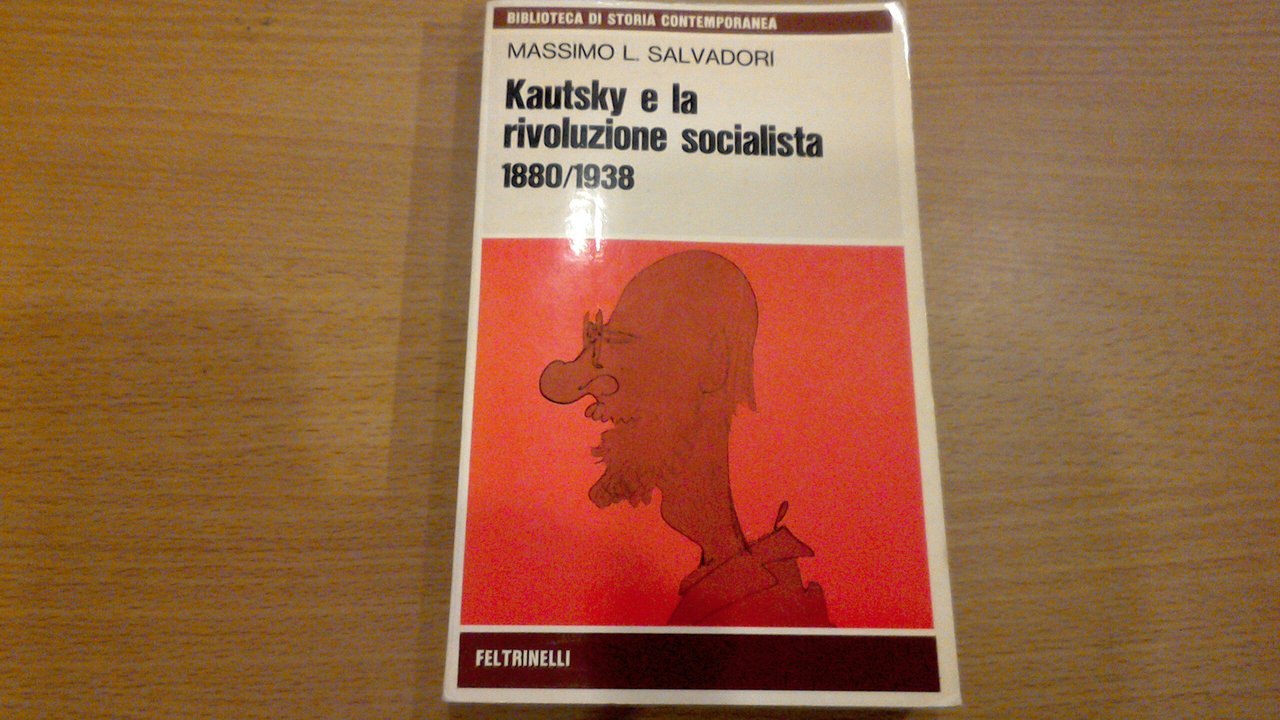 BIBLIOTECA DI STORIA CONTEMPORANEA
MASSIMO L. SALVADORI
Kautsky e la
rivoluzione socialista
1880/1938
FELTRINELLI